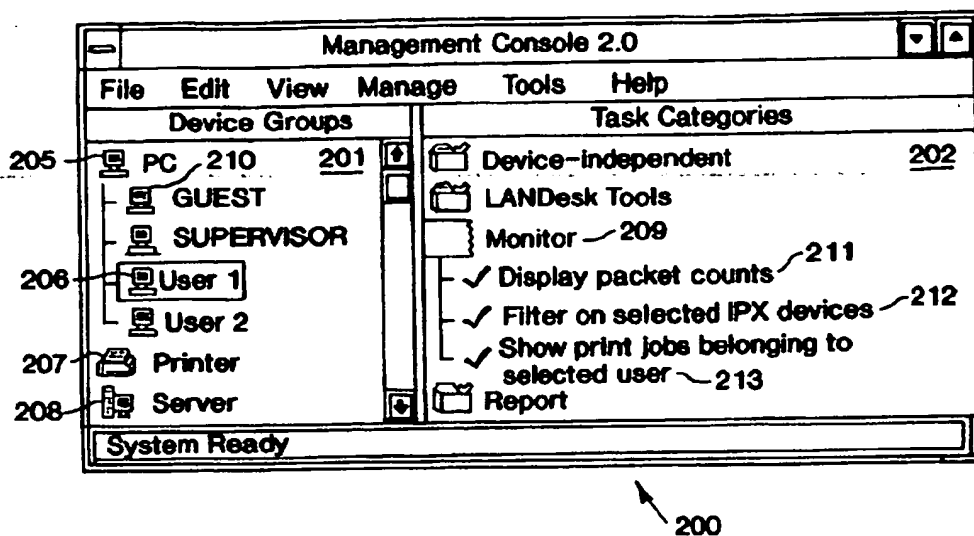 Management Console 2.0
File Edit View Manage Tools Help
Device Groups
Task Categories
205 PC 210 201
GUEST
SUPERVISOR
206 User 1
User 2
207 Printer
208 Server
Device-independent 202
LANDesk Tools
Monitor 209
Display packet counts 211
Filter on selected IPX devices 212
Show print jobs belonging to
selected user 213
Report
System Ready
200